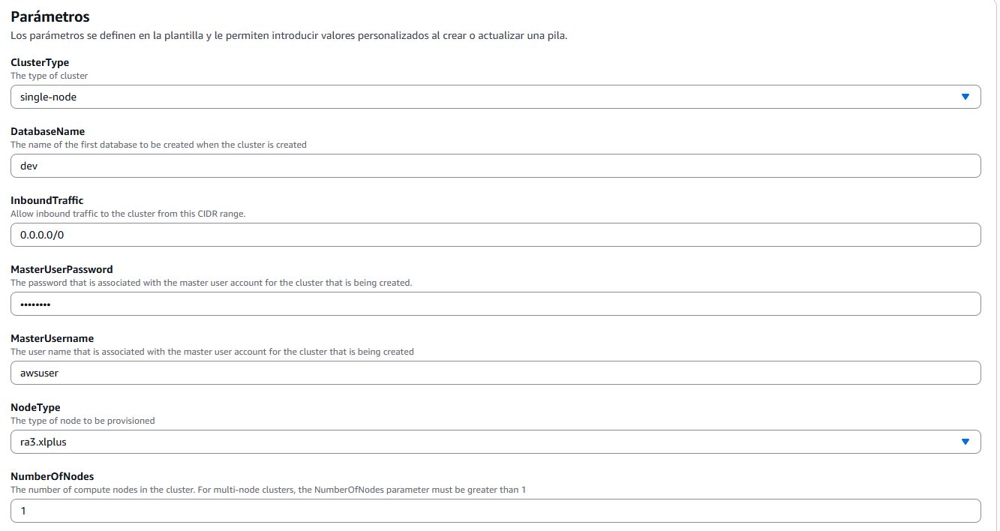 Parámetros
Los parámetros se definen en la plantilla y le permiten introducir valores personalizados al crear o actualizar una pila.
ClusterType
The type of cluster
single-node
DatabaseName
The name of the first database to be created when the cluster is created
dev
InboundTraffic
Allow inbound traffic to the cluster from this CIDR range.
0.0.0.0/0
MasterUserPassword
The password that is associated with the master user account for the cluster that is being created.
••••••••
MasterUsername
The user name that is associated with the master user account for the cluster that is being created
awsuser
NodeType
The type of node to be provisioned
ra3.xlplus
NumberOfNodes
The number of compute nodes in the cluster. For multi-node clusters, the NumberOfNodes parameter must be greater than 1
1